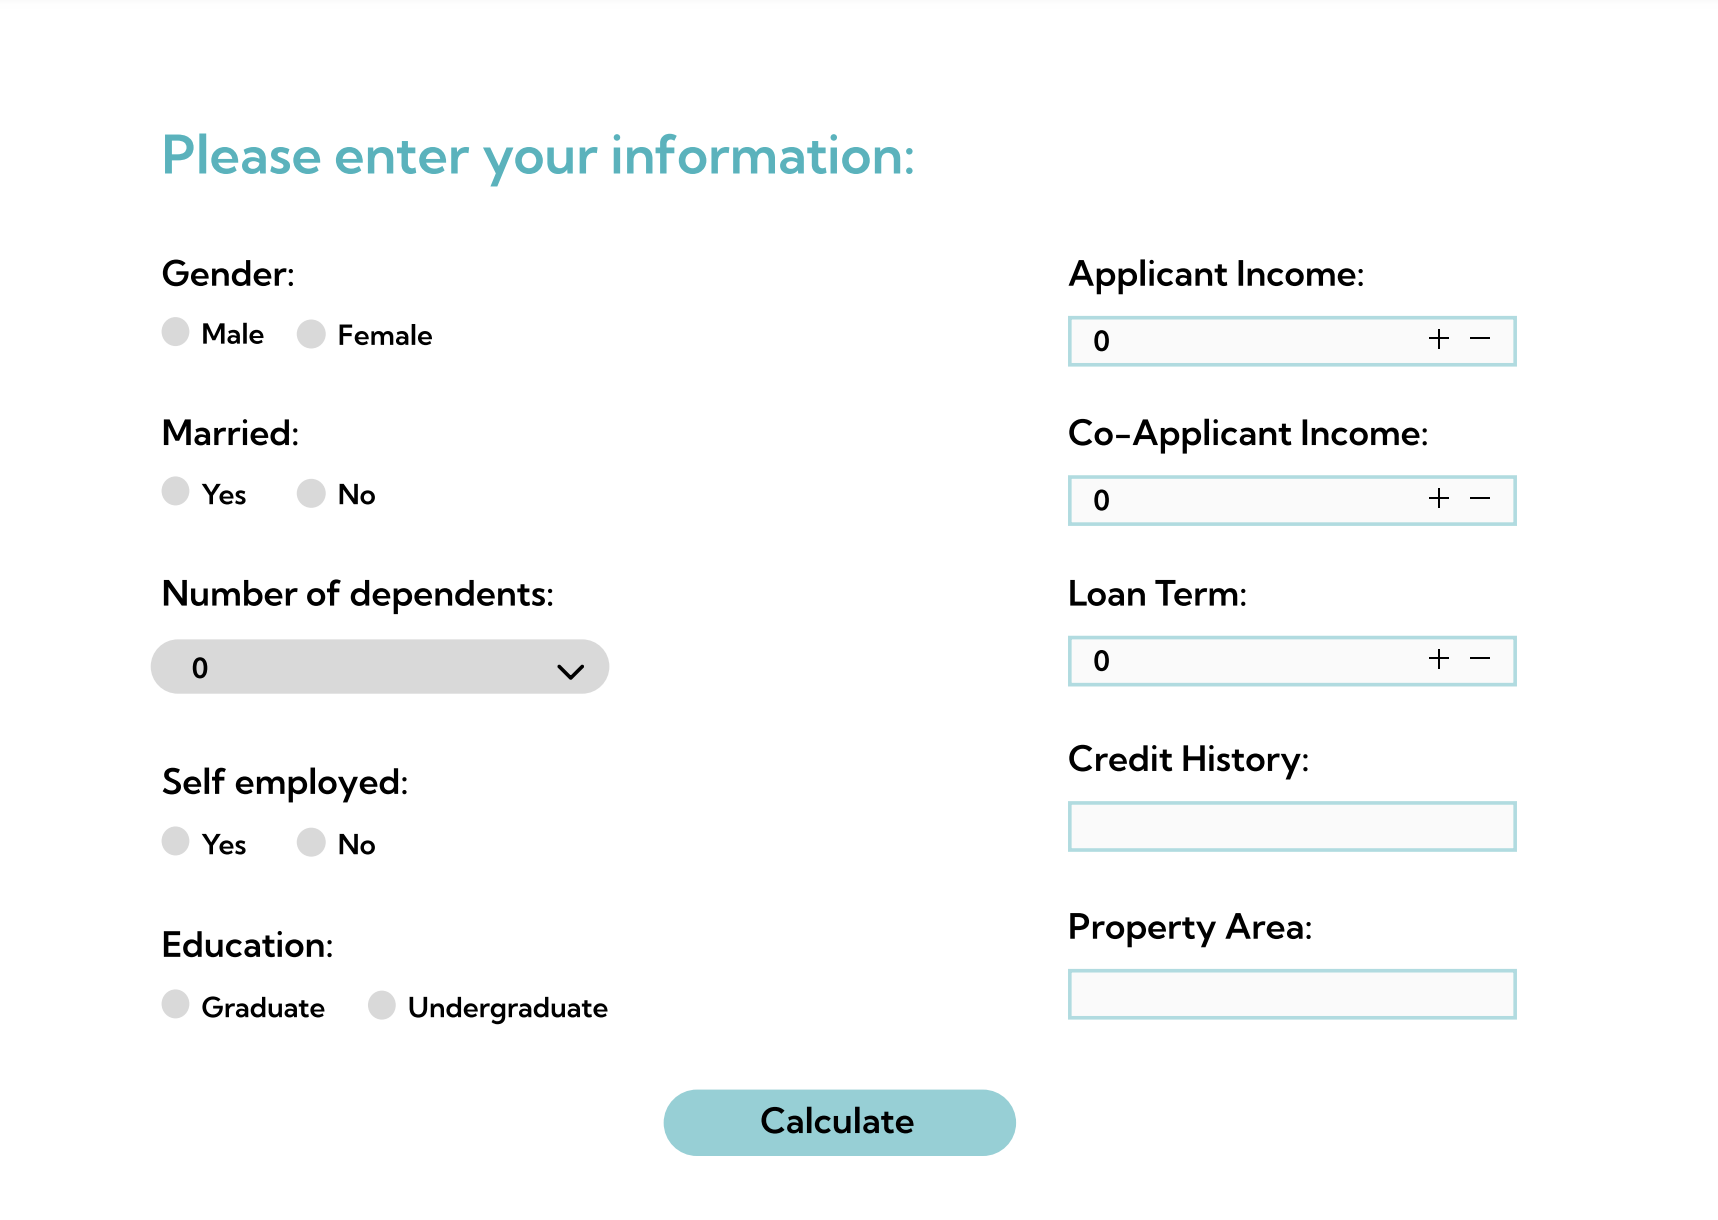 Please enter your information:
Gender:
Male Female
Married:
Yes No
Number of dependents:
0
Self employed:
Yes No
Education:
Graduate Undergraduate
Applicant Income:
0 + −
Co-Applicant Income:
0 + −
Loan Term:
0 + −
Credit History:
Property Area:
Calculate